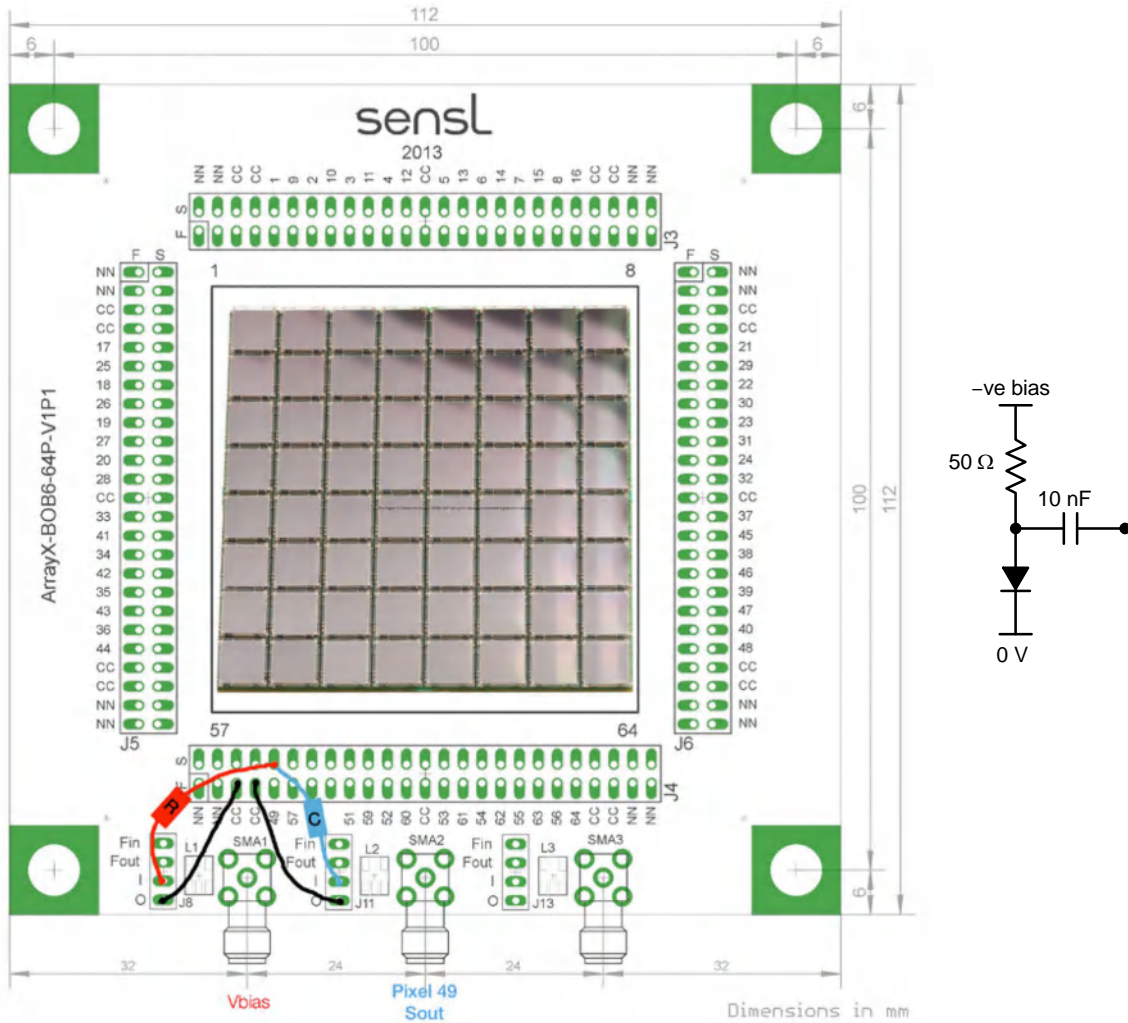 112
100
6
6
sensL
2013
NN NN CC CC 1 9 2 10 3 11 4 12 CC 5 13 6 14 7 15 8 16 CC CC NN NN
S
F
J3
6
F S
F S
1
8
NN
NN
CC
CC
17
25
18
26
19
27
20
28
CC
33
41
34
42
35
43
36
44
CC
CC
NN
NN
J5
ArrayX-BOB6-64P-V1P1
NN
NN
CC
CC
21
29
22
30
23
31
24
32
CC
37
45
38
46
39
47
40
48
CC
CC
NN
NN
J6
100
112
–ve bias
50 Ω
10 nF
0 V
57
64
S
F
J4
NN NN CC CC 49 57 51 59 52 60 CC 53 61 54 62 55 63 56 64 CC CC NN NN
R
C
Fin
Fout
I
O
L1
J8
SMA1
Fin
Fout
I
O
L2
J11
SMA2
Fin
Fout
I
O
L3
J13
SMA3
6
32
24
24
32
Vbias
Pixel 49
Sout
Dimensions in mm